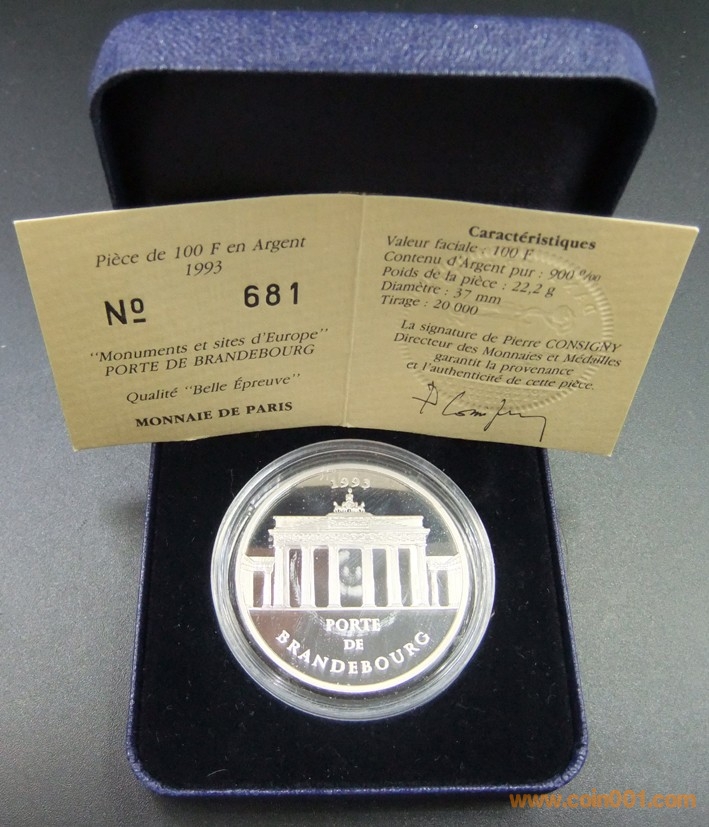 Pièce de 100 F en Argent
1993
Nº 681
"Monuments et sites d'Europe"
PORTE DE BRANDEBOURG
Qualité "Belle Épreuve"
MONNAIE DE PARIS
Caractéristiques
Valeur faciale : 100 F
Contenu d'Argent pur : 900 ‰
Poids de la pièce : 22,2 g
Diamètre : 37 mm
Tirage : 20 000
La signature de Pierre CONSIGNY
Directeur des Monnaies et Médailles
garantit la provenance
et l'authenticité de cette pièce.
1993
PORTE
DE
BRANDEBOURG
www.coin001.com